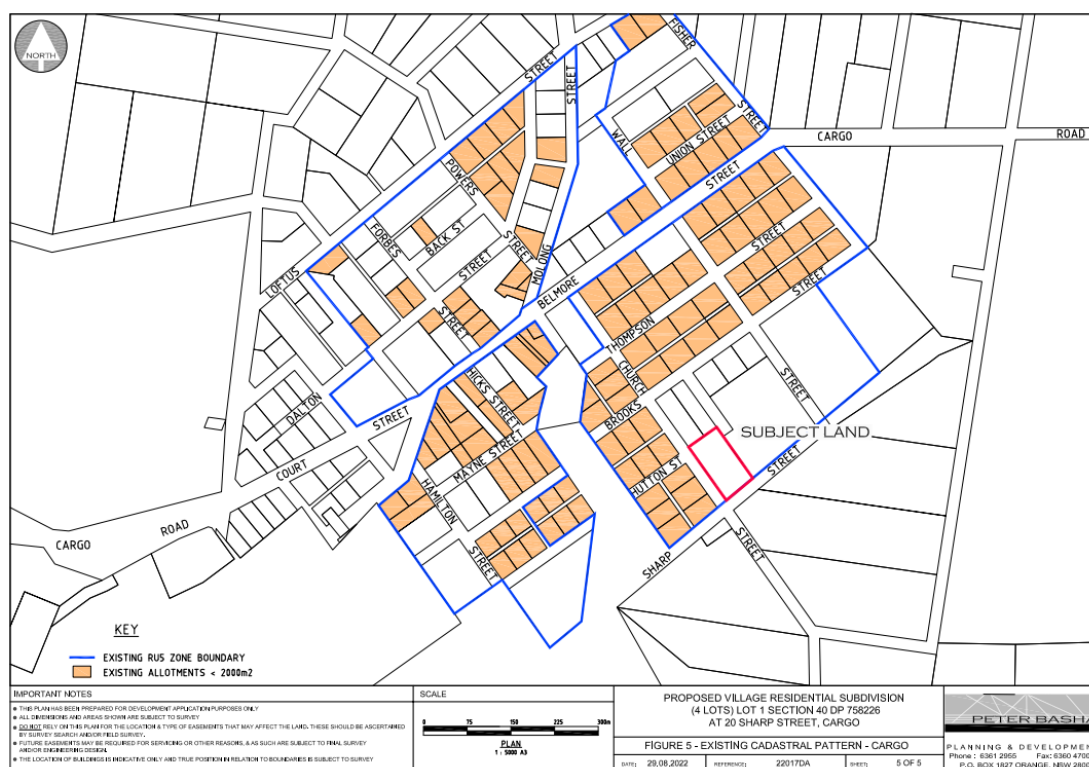 NORTH
FISHER
STREET
STREET
STREET
CARGO
ROAD
WALL
UNION STREET
STREET
POWERS
FORBES
BACK ST
STREET
STREET
MOLONG
LOFTUS
BELMORE
STREET
STREET
THOMPSON
STREET
HICKS STREET
CHURCH
STREET
DALTON
STREET
BROOKS
SUBJECT LAND
MAYNE STREET
STREET
COURT
HUTTON ST
HAMILTON
ROAD
CARGO
STREET
STREET
SHARP
KEY
EXISTING RU5 ZONE BOUNDARY
EXISTING ALLOTMENTS < 2000m2
IMPORTANT NOTES
THIS PLAN HAS BEEN PREPARED FOR DEVELOPMENT APPLICATION PURPOSES ONLY
ALL DIMENSIONS AND AREAS SHOWN ARE SUBJECT TO SURVEY
DO NOT RELY ON THIS PLAN FOR THE LOCATION & TYPE OF EASEMENTS THAT MAY AFFECT THE LAND. THESE SHOULD BE ASCERTAINED
BY SURVEY SEARCH AND/OR FIELD SURVEY.
FUTURE EASEMENTS MAY BE REQUIRED FOR SERVICING OR OTHER REASONS, & AS SUCH ARE SUBJECT TO FINAL SURVEY
AND/OR ENGINEERING DESIGN.
THE LOCATION OF BUILDINGS IS INDICATIVE ONLY AND TRUE POSITION IN RELATION TO BOUNDARIES IS SUBJECT TO SURVEY
SCALE
0 75 150 225 300m
PLAN
1 : 5000 A3
PROPOSED VILLAGE RESIDENTIAL SUBDIVISION
(4 LOTS) LOT 1 SECTION 40 DP 758226
AT 20 SHARP STREET, CARGO
FIGURE 5 - EXISTING CADASTRAL PATTERN - CARGO
DATE: 29.08.2022 REFERENCE: 22017DA SHEET: 5 OF 5
PETER BASHA
PLANNING & DEVELOPME
Phone : 6361 2955 Fax: 6360 4700
P.O. BOX 1827 ORANGE NSW 2800